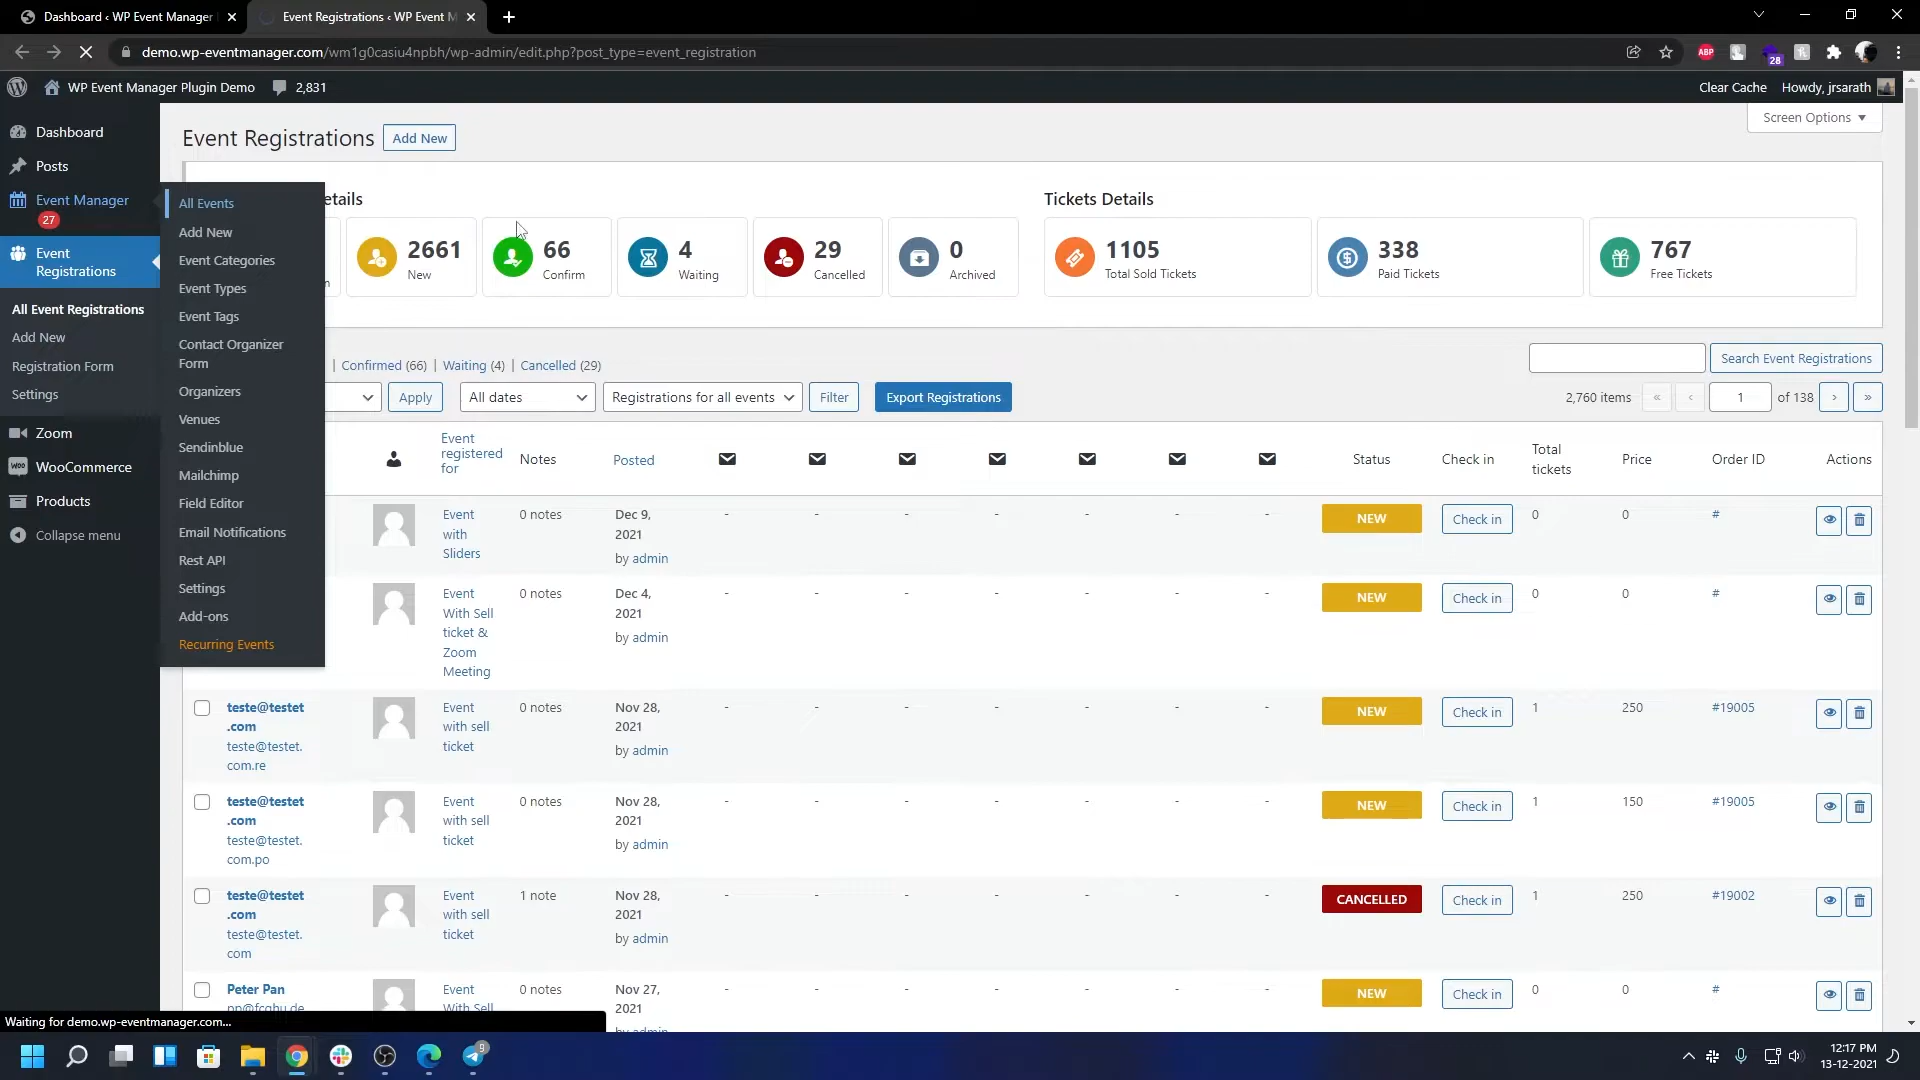 Dashboard ‹ WP Event Manager
Event Registrations ‹ WP Event M
demo.wp-eventmanager.com/wm1g0casiu4npbh/wp-admin/edit.php?post_type=event_registration
ABP
28
WP Event Manager Plugin Demo
2,831
Clear Cache
Howdy, jrsarath
Screen Options
Dashboard
Posts
Event Manager
27
Event
Registrations
All Event Registrations
Add New
Registration Form
Settings
Zoom
WooCommerce
Products
Collapse menu
All Events
Add New
Event Categories
Event Types
Event Tags
Contact Organizer
Form
Organizers
Venues
Sendinblue
Mailchimp
Field Editor
Email Notifications
Rest API
Settings
Add-ons
Recurring Events
Event Registrations
Add New
etails
n
2661
New
66
Confirm
4
Waiting
29
Cancelled
0
Archived
Tickets Details
1105
Total Sold Tickets
338
Paid Tickets
767
Free Tickets
| Confirmed (66) | Waiting (4) | Cancelled (29)
Search Event Registrations
Apply
All dates
Registrations for all events
Filter
Export Registrations
2,760 items
«
‹
1
of 138
›
»
Event
registered
for
Notes
Posted
Status
Check in
Total
tickets
Price
Order ID
Actions
Event
with
Sliders
0 notes
Dec 9,
2021
by admin
- - - - - - -
NEW
Check in
0
0
#
Event
With Sell
ticket &
Zoom
Meeting
0 notes
Dec 4,
2021
by admin
- - - - - - -
NEW
Check in
0
0
#
teste@testet
.com
teste@testet.
com.re
Event
with sell
ticket
0 notes
Nov 28,
2021
by admin
- - - - - - -
NEW
Check in
1
250
#19005
teste@testet
.com
teste@testet.
com.po
Event
with sell
ticket
0 notes
Nov 28,
2021
by admin
- - - - - - -
NEW
Check in
1
150
#19005
teste@testet
.com
teste@testet.
com
Event
with sell
ticket
1 note
Nov 28,
2021
by admin
- - - - - - -
CANCELLED
Check in
1
250
#19002
Peter Pan
Event
With Sell
0 notes
Nov 27,
2021
by admin
- - - - - - -
NEW
Check in
0
0
#
Waiting for demo.wp-eventmanager.com...
9
12:17 PM
13-12-2021